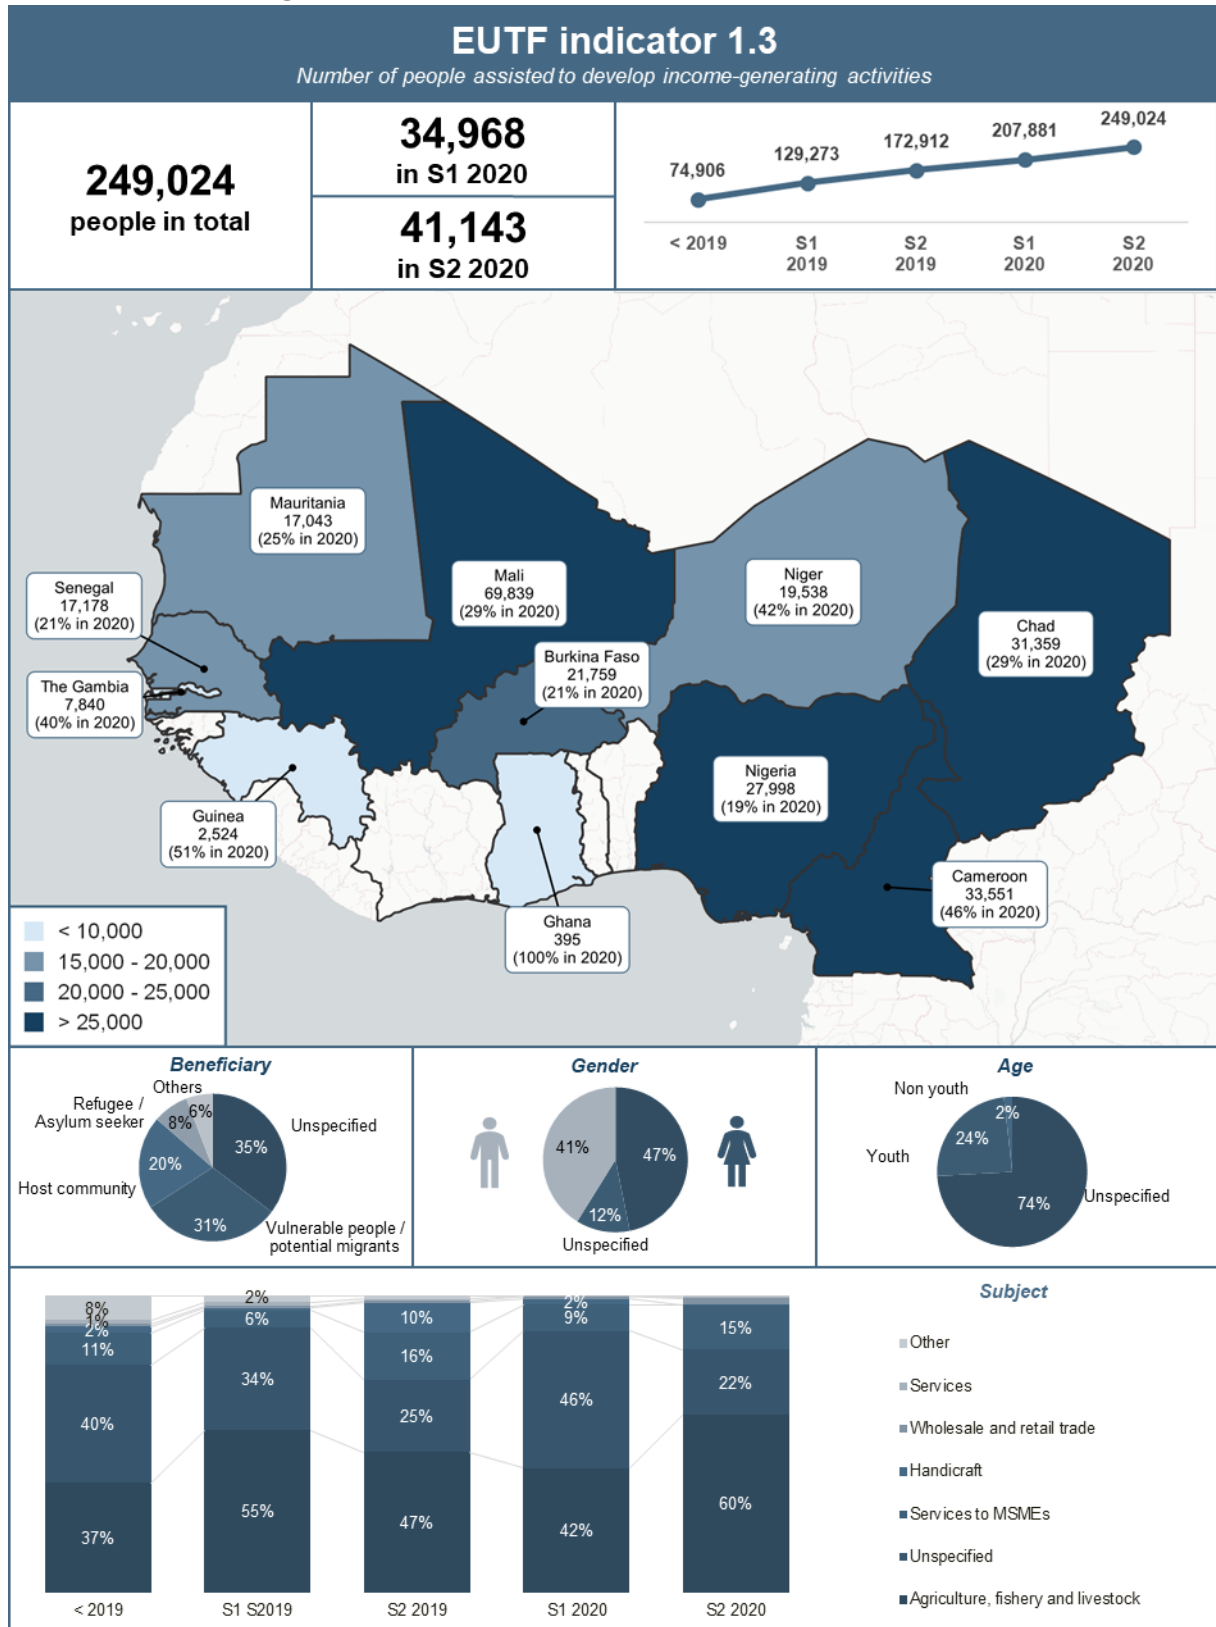 EUTF indicator 1.3
Number of people assisted to develop income-generating activities
249,024
people in total
34,968
in S1 2020
41,143
in S2 2020
74,906
129,273
172,912
207,881
249,024
< 2019
S1
2019
S2
2019
S1
2020
S2
2020
Mauritania
17,043
(25% in 2020)
Mali
69,839
(29% in 2020)
Niger
19,538
(42% in 2020)
Chad
31,359
(29% in 2020)
Senegal
17,178
(21% in 2020)
Burkina Faso
21,759
(21% in 2020)
The Gambia
7,840
(40% in 2020)
Nigeria
27,998
(19% in 2020)
Guinea
2,524
(51% in 2020)
Cameroon
33,551
(46% in 2020)
Ghana
395
(100% in 2020)
< 10,000
15,000 - 20,000
20,000 - 25,000
> 25,000
Beneficiary
Others
6%
Refugee /
Asylum seeker
8%
Unspecified
35%
Host community
20%
31%
Vulnerable people /
potential migrants
Gender
41%
47%
12%
Unspecified
Age
Non youth
2%
24%
Youth
74%
Unspecified
8%
1%
2%
11%
40%
37%
< 2019
2%
6%
34%
55%
S1 S2019
10%
16%
25%
47%
S2 2019
2%
9%
46%
42%
S1 2020
15%
22%
60%
S2 2020
Subject
Other
Services
Wholesale and retail trade
Handicraft
Services to MSMEs
Unspecified
Agriculture, fishery and livestock